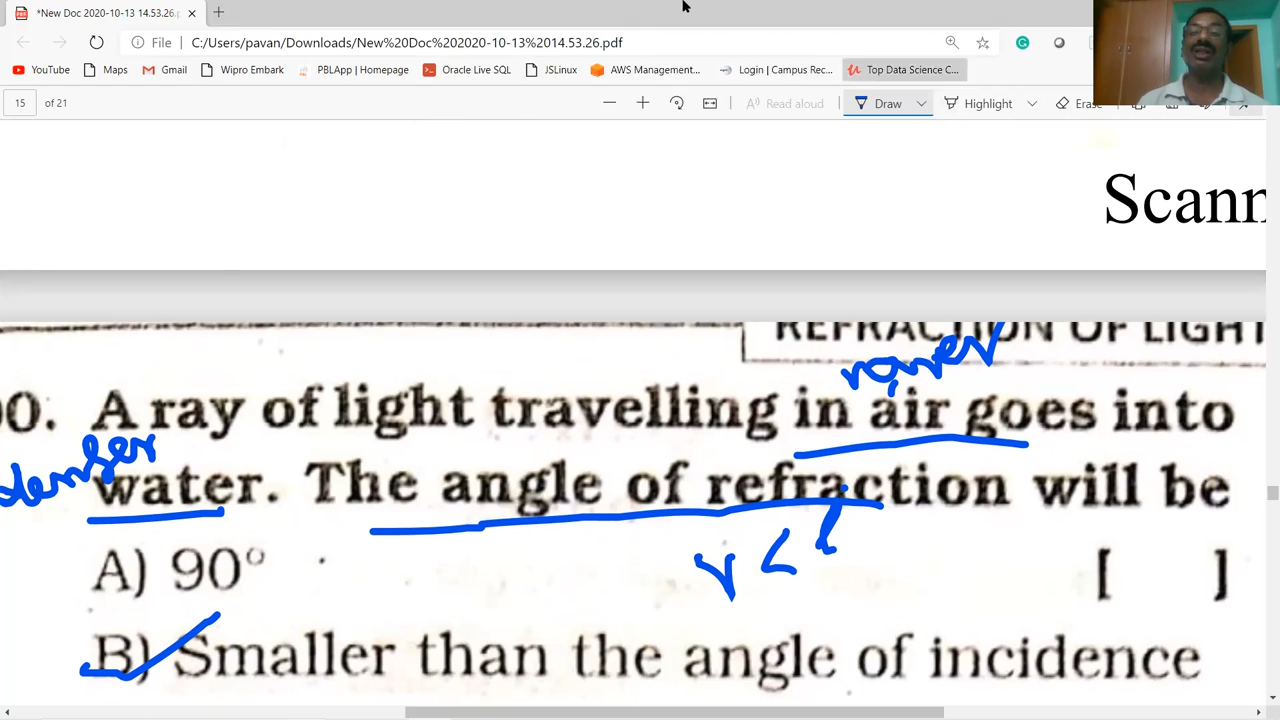 *New Doc 2020-10-13 14.53.26.p
File C:/Users/pavan/Downloads/New%20Doc%202020-10-13%2014.53.26.pdf
YouTube Maps Gmail Wipro Embark PBLApp | Homepage Oracle Live SQL JSLinux AWS Management... Login | Campus Rec... Top Data Science C...
15 of 21 Read aloud Draw Highlight Erase
Scann
REFRACTION OF LIGHT
rarer
00. A ray of light travelling in air goes into
denser
water. The angle of refraction will be
r < i
A) 90° [ ]
B) Smaller than the angle of incidence